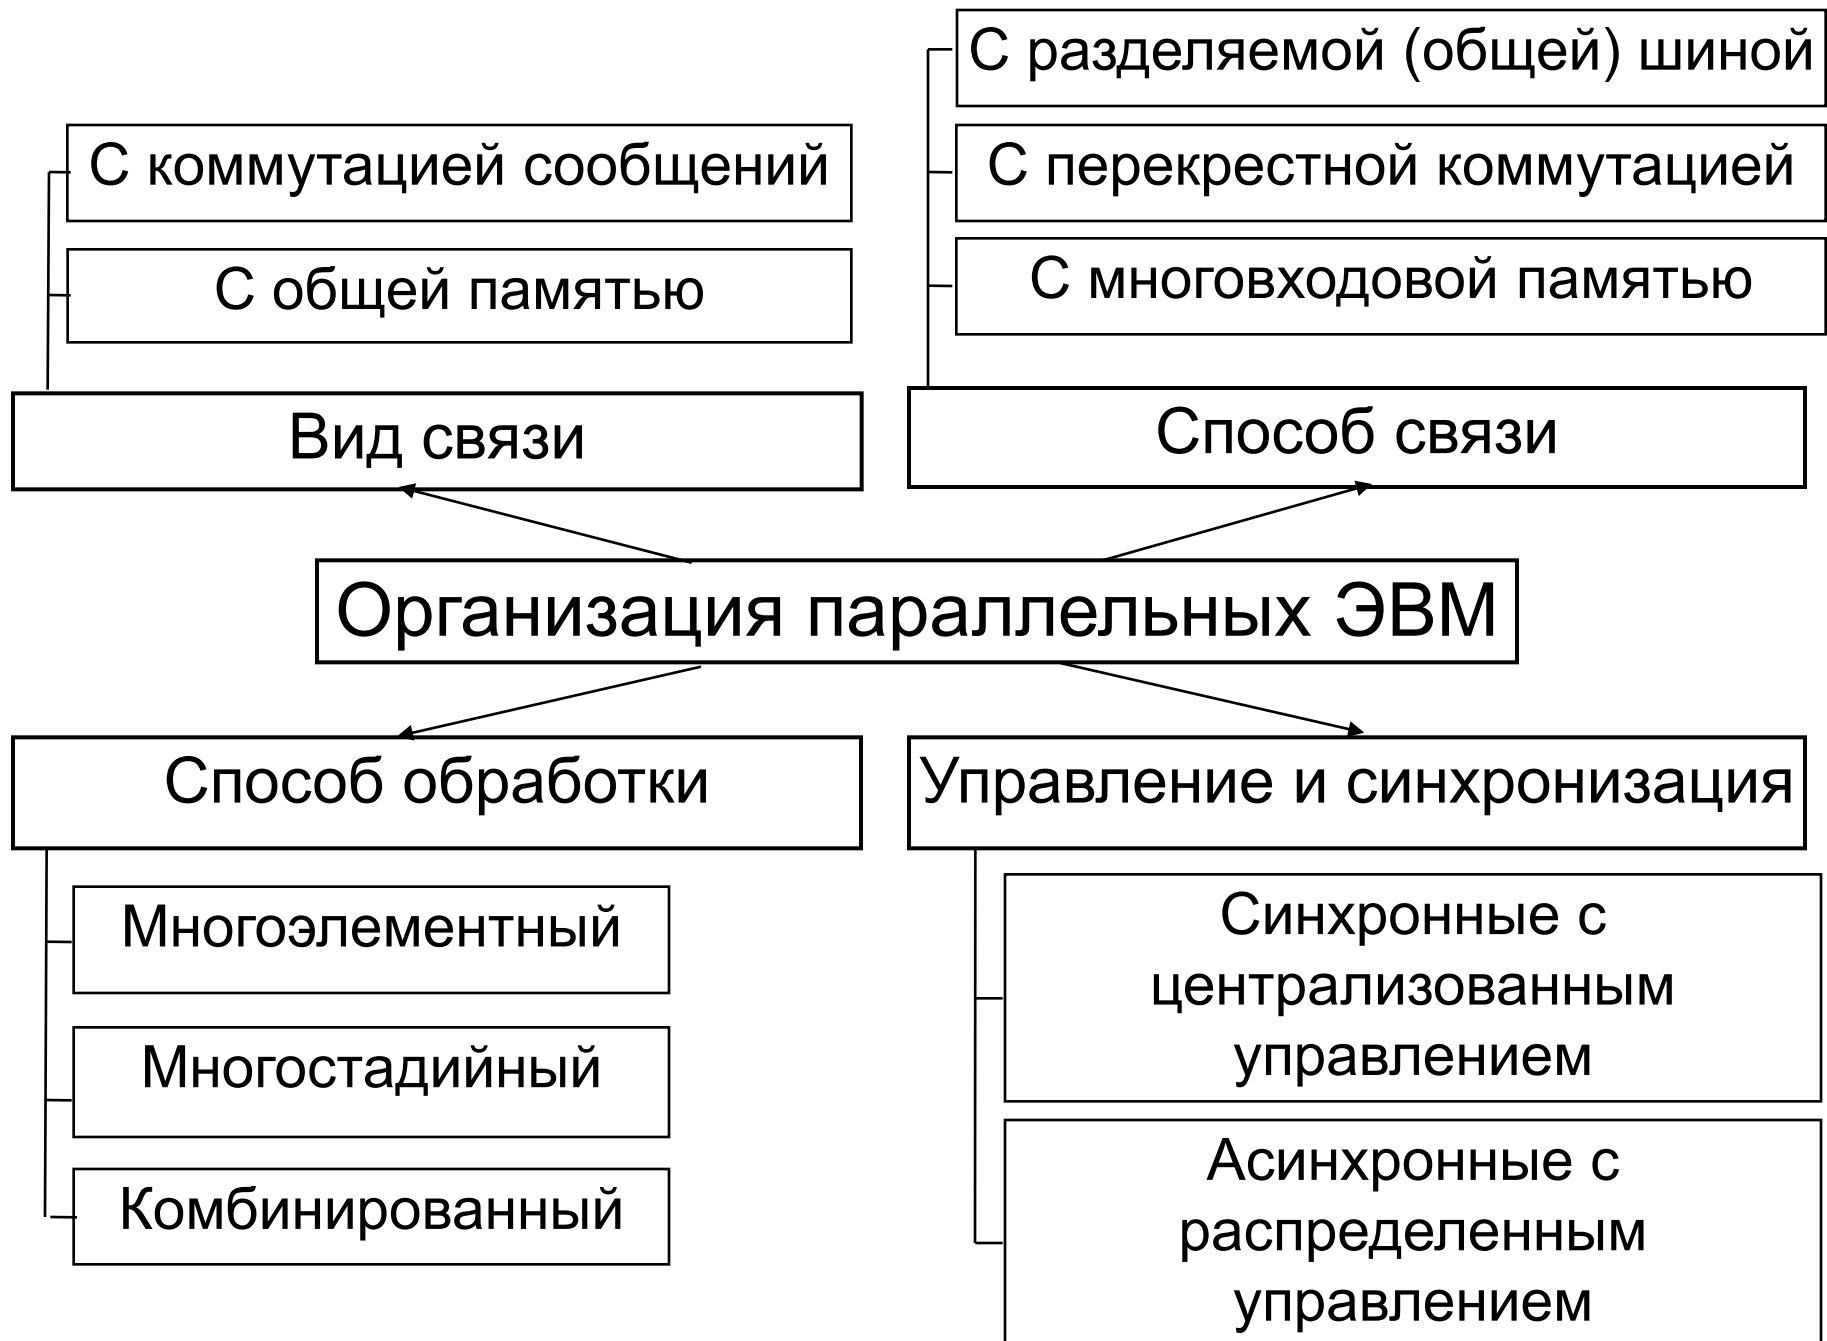 С разделяемой (общей) шиной
С коммутацией сообщений
С перекрестной коммутацией
С общей памятью
С многовходовой памятью
Вид связи
Способ связи
Организация параллельных ЭВМ
Способ обработки
Управление и синхронизация
Многоэлементный
Многостадийный
Комбинированный
Синхронные с
централизованным
управлением
Асинхронные с
распределенным
управлением